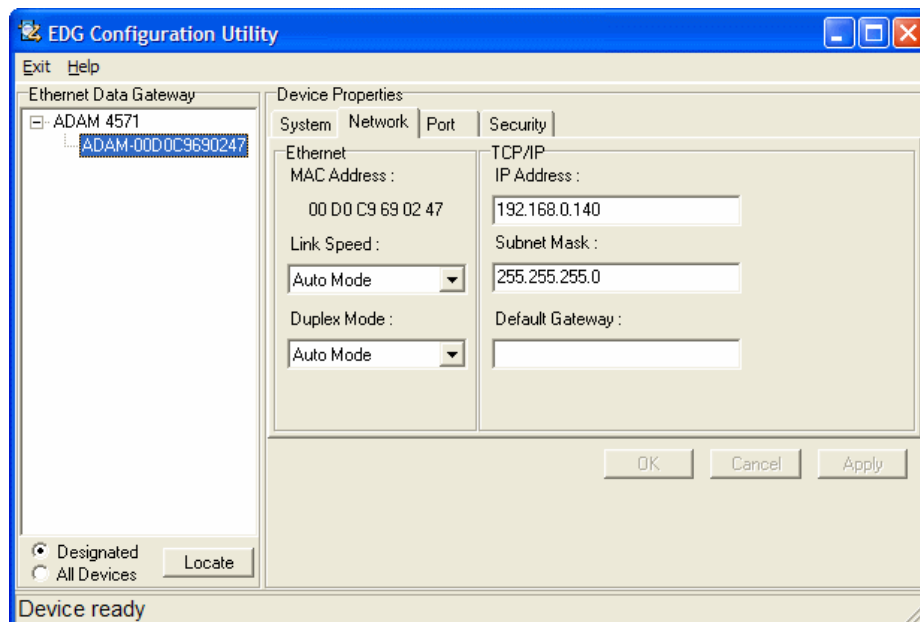 EDG Configuration Utility
Exit Help
Ethernet Data Gateway
ADAM 4571
ADAM-00D0C9690247
Designated
All Devices
Locate
Device Properties
System Network Port Security
Ethernet
MAC Address :
00 D0 C9 69 02 47
Link Speed :
Auto Mode
Duplex Mode :
Auto Mode
TCP/IP
IP Address :
192.168.0.140
Subnet Mask :
255.255.255.0
Default Gateway :
OK Cancel Apply
Device ready